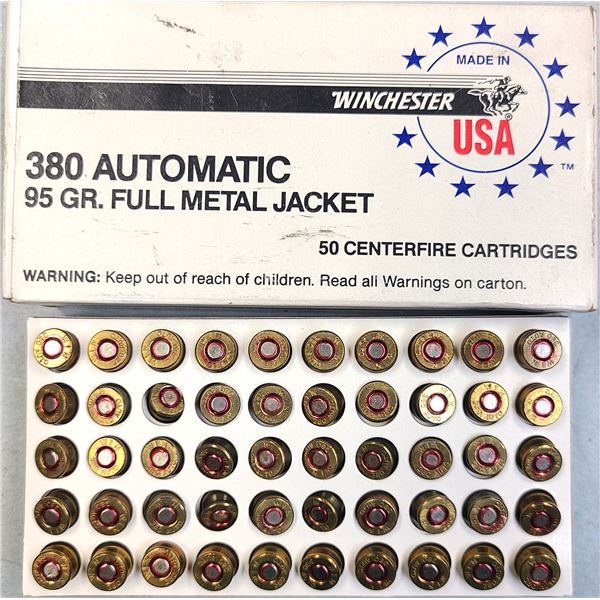 MADE IN
WINCHESTER ®
USA
™
380 AUTOMATIC
95 GR. FULL METAL JACKET
50 CENTERFIRE CARTRIDGES
WARNING: Keep out of reach of children. Read all Warnings on carton.